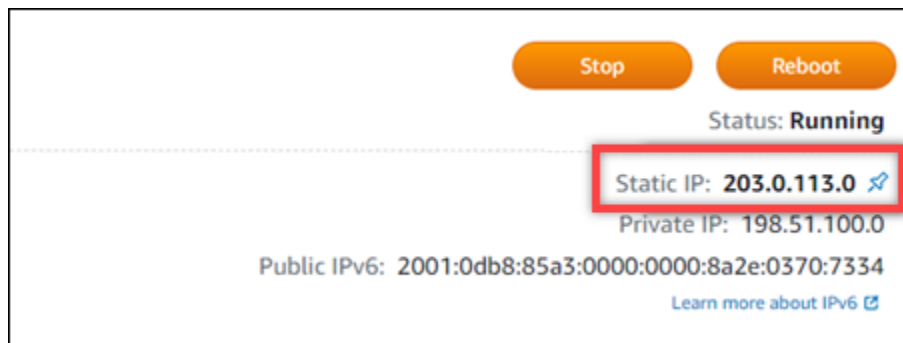 Stop Reboot
Status: Running
Static IP: 203.0.113.0
Private IP: 198.51.100.0
Public IPv6: 2001:0db8:85a3:0000:0000:8a2e:0370:7334
Learn more about IPv6